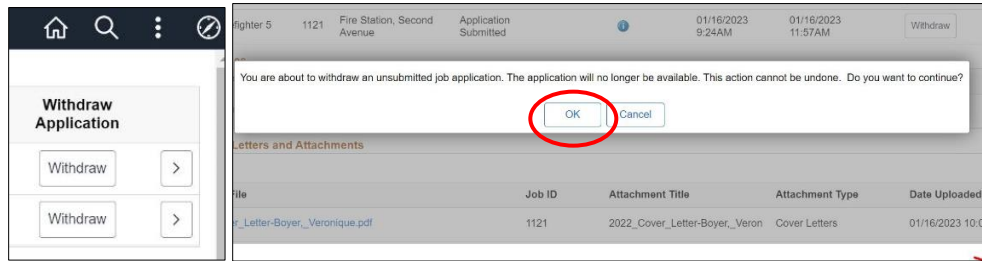 Withdraw
Application
Withdraw
Withdraw
efighter 5 1121 Fire Station, Second Avenue Application Submitted 01/16/2023 9:24AM 01/16/2023 11:57AM Withdraw
You are about to withdraw an unsubmitted job application. The application will no longer be available. This action cannot be undone. Do you want to continue?
OK Cancel
Letters and Attachments
File Job ID Attachment Title Attachment Type Date Uploaded
r_Letter-Boyer,_Veronique.pdf 1121 2022_Cover_Letter-Boyer,_Veron Cover Letters 01/16/2023 10:0